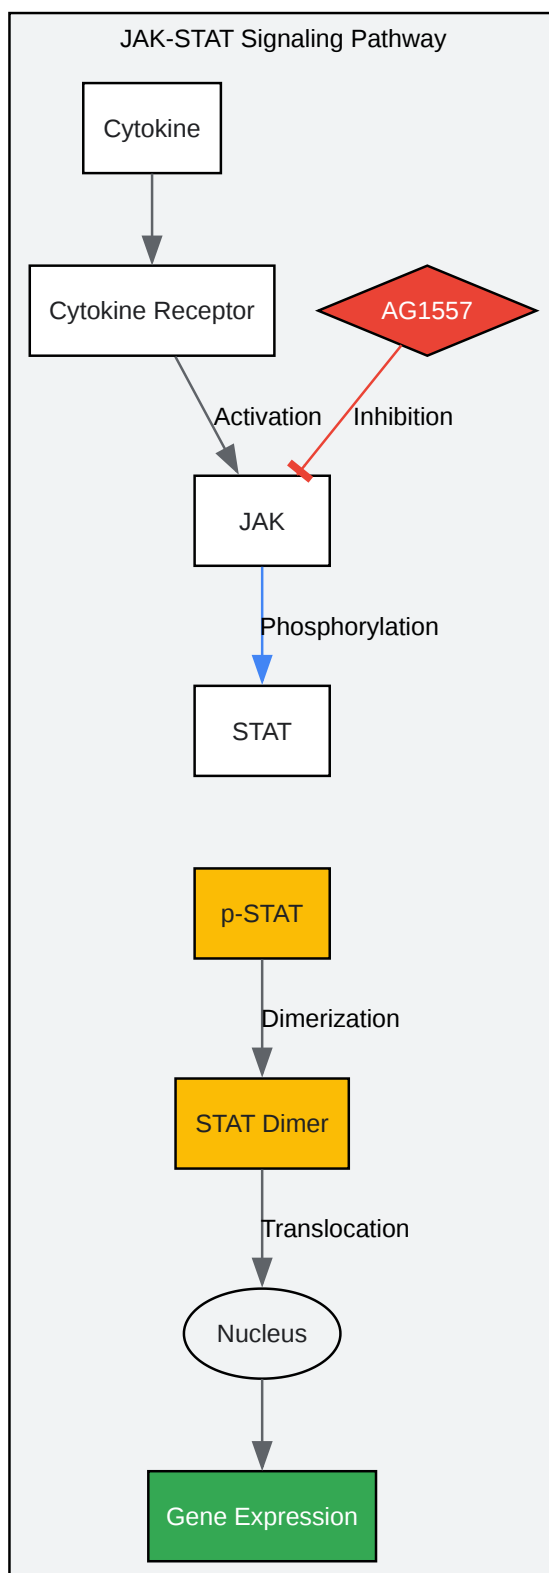 JAK-STAT Signaling Pathway
Cytokine
Cytokine Receptor
AG1557
Activation
Inhibition
JAK
Phosphorylation
STAT
p-STAT
Dimerization
STAT Dimer
Translocation
Nucleus
Gene Expression